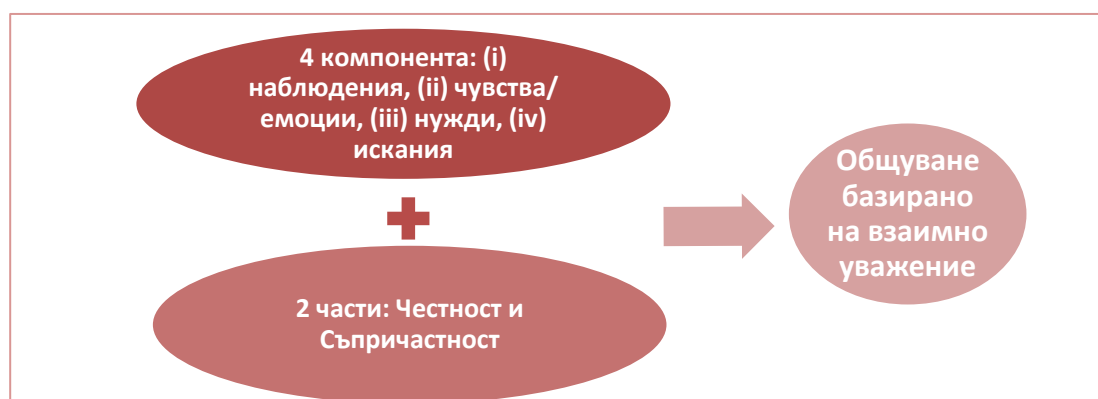 4 компонента: (i)
наблюдения, (ii) чувства/
емоции, (iii) нужди, (iv)
искания
2 части: Честност и
Съпричастност
Общуване
базирано
на взаимно
уважение